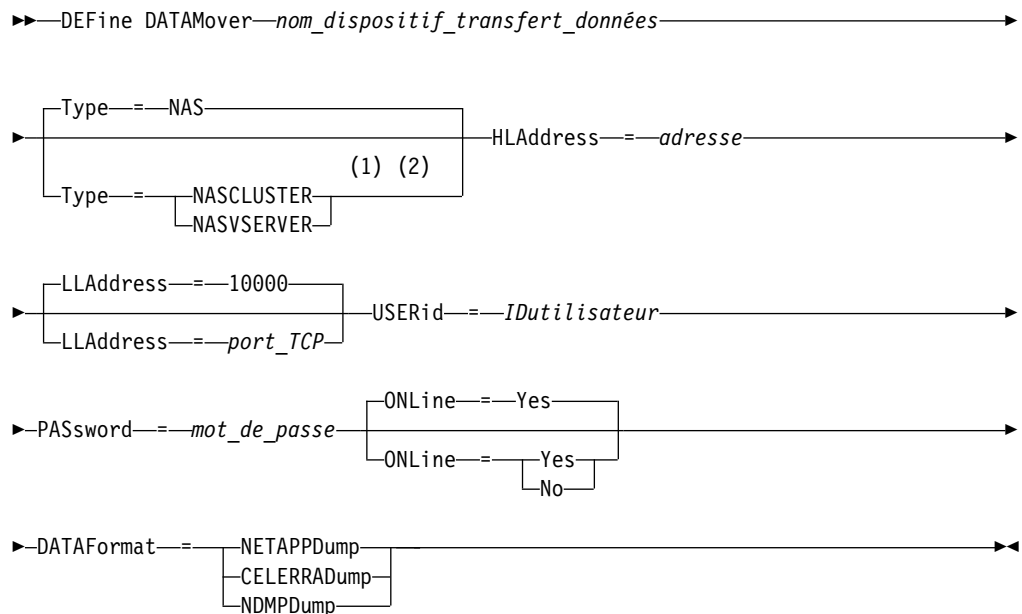 DEFine DATAMover nom_dispositif_transfert_données
Type = NAS
HLAddress = adresse
(1) (2)
Type = NASCLUSTER
NASVSERVER
LLAddress = 10000
USERid = IDutilisateur
LLAddress = port_TCP
ONLine = Yes
PASsword = mot_de_passe
ONLine = Yes
No
DATAFormat = NETAPPDump
CELERRADump
NDMPDump